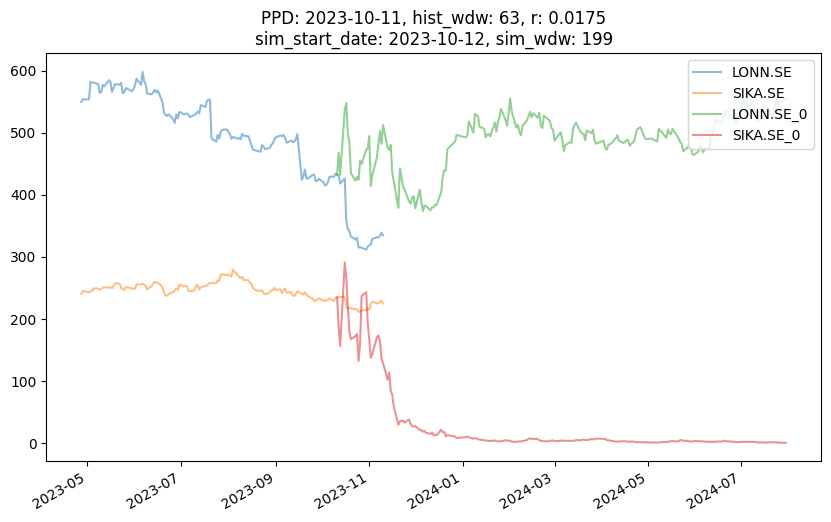 PPD: 2023-10-11, hist_wdw: 63, r: 0.0175
sim_start_date: 2023-10-12, sim_wdw: 199
LONN.SE
SIKA.SE
LONN.SE_0
SIKA.SE_0
600
500
400
300
200
100
0
2023-05
2023-07
2023-09
2023-11
2024-01
2024-03
2024-05
2024-07